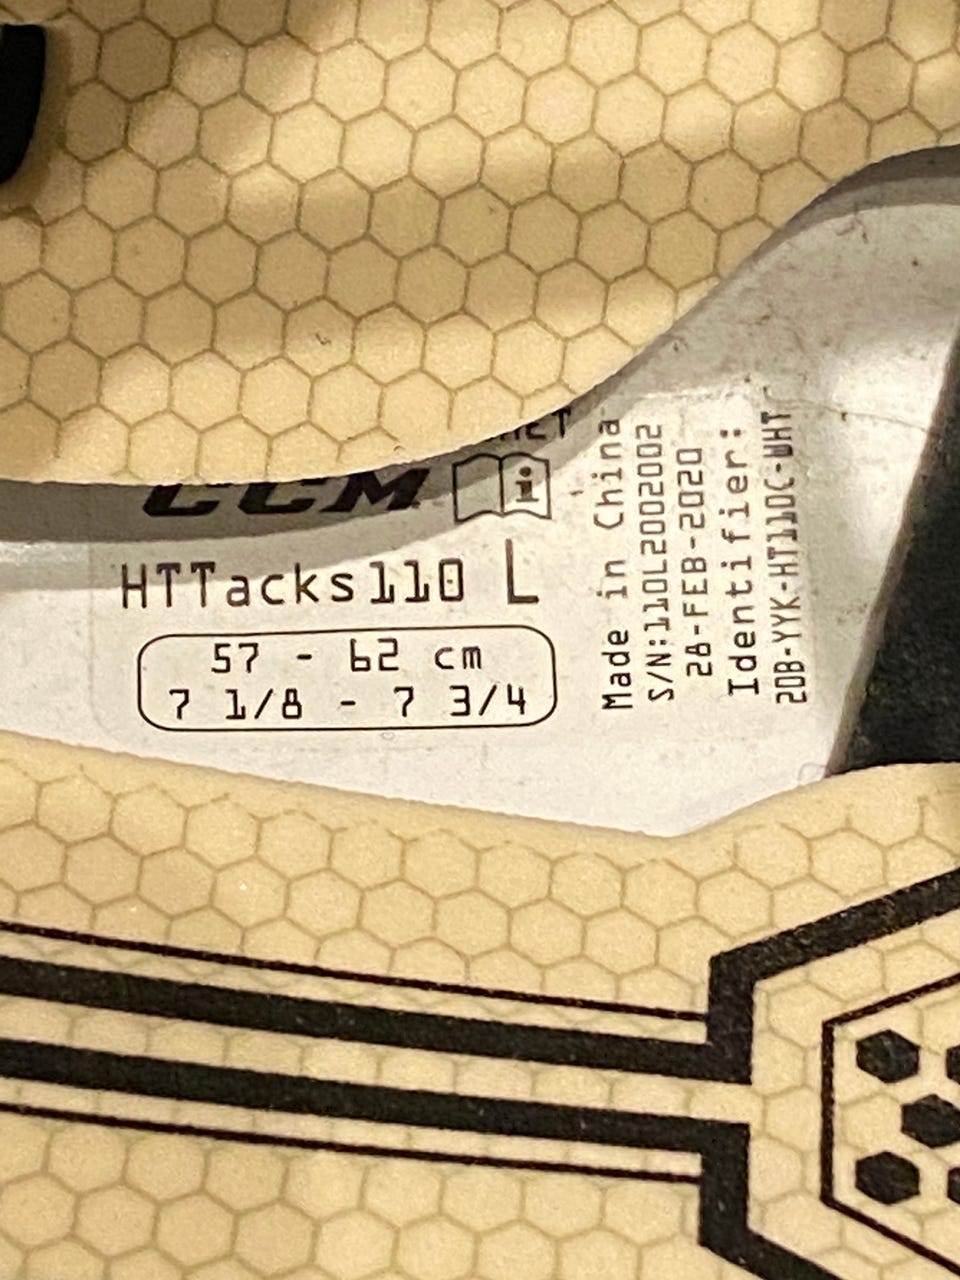 CCM
HTTacks110 L
57 - 62 cm
7 1/8 - 7 3/4
Made in China
S/N:110L2002002
28-FEB-2020
Identifier:
20B-YYK-HT110C-WHT